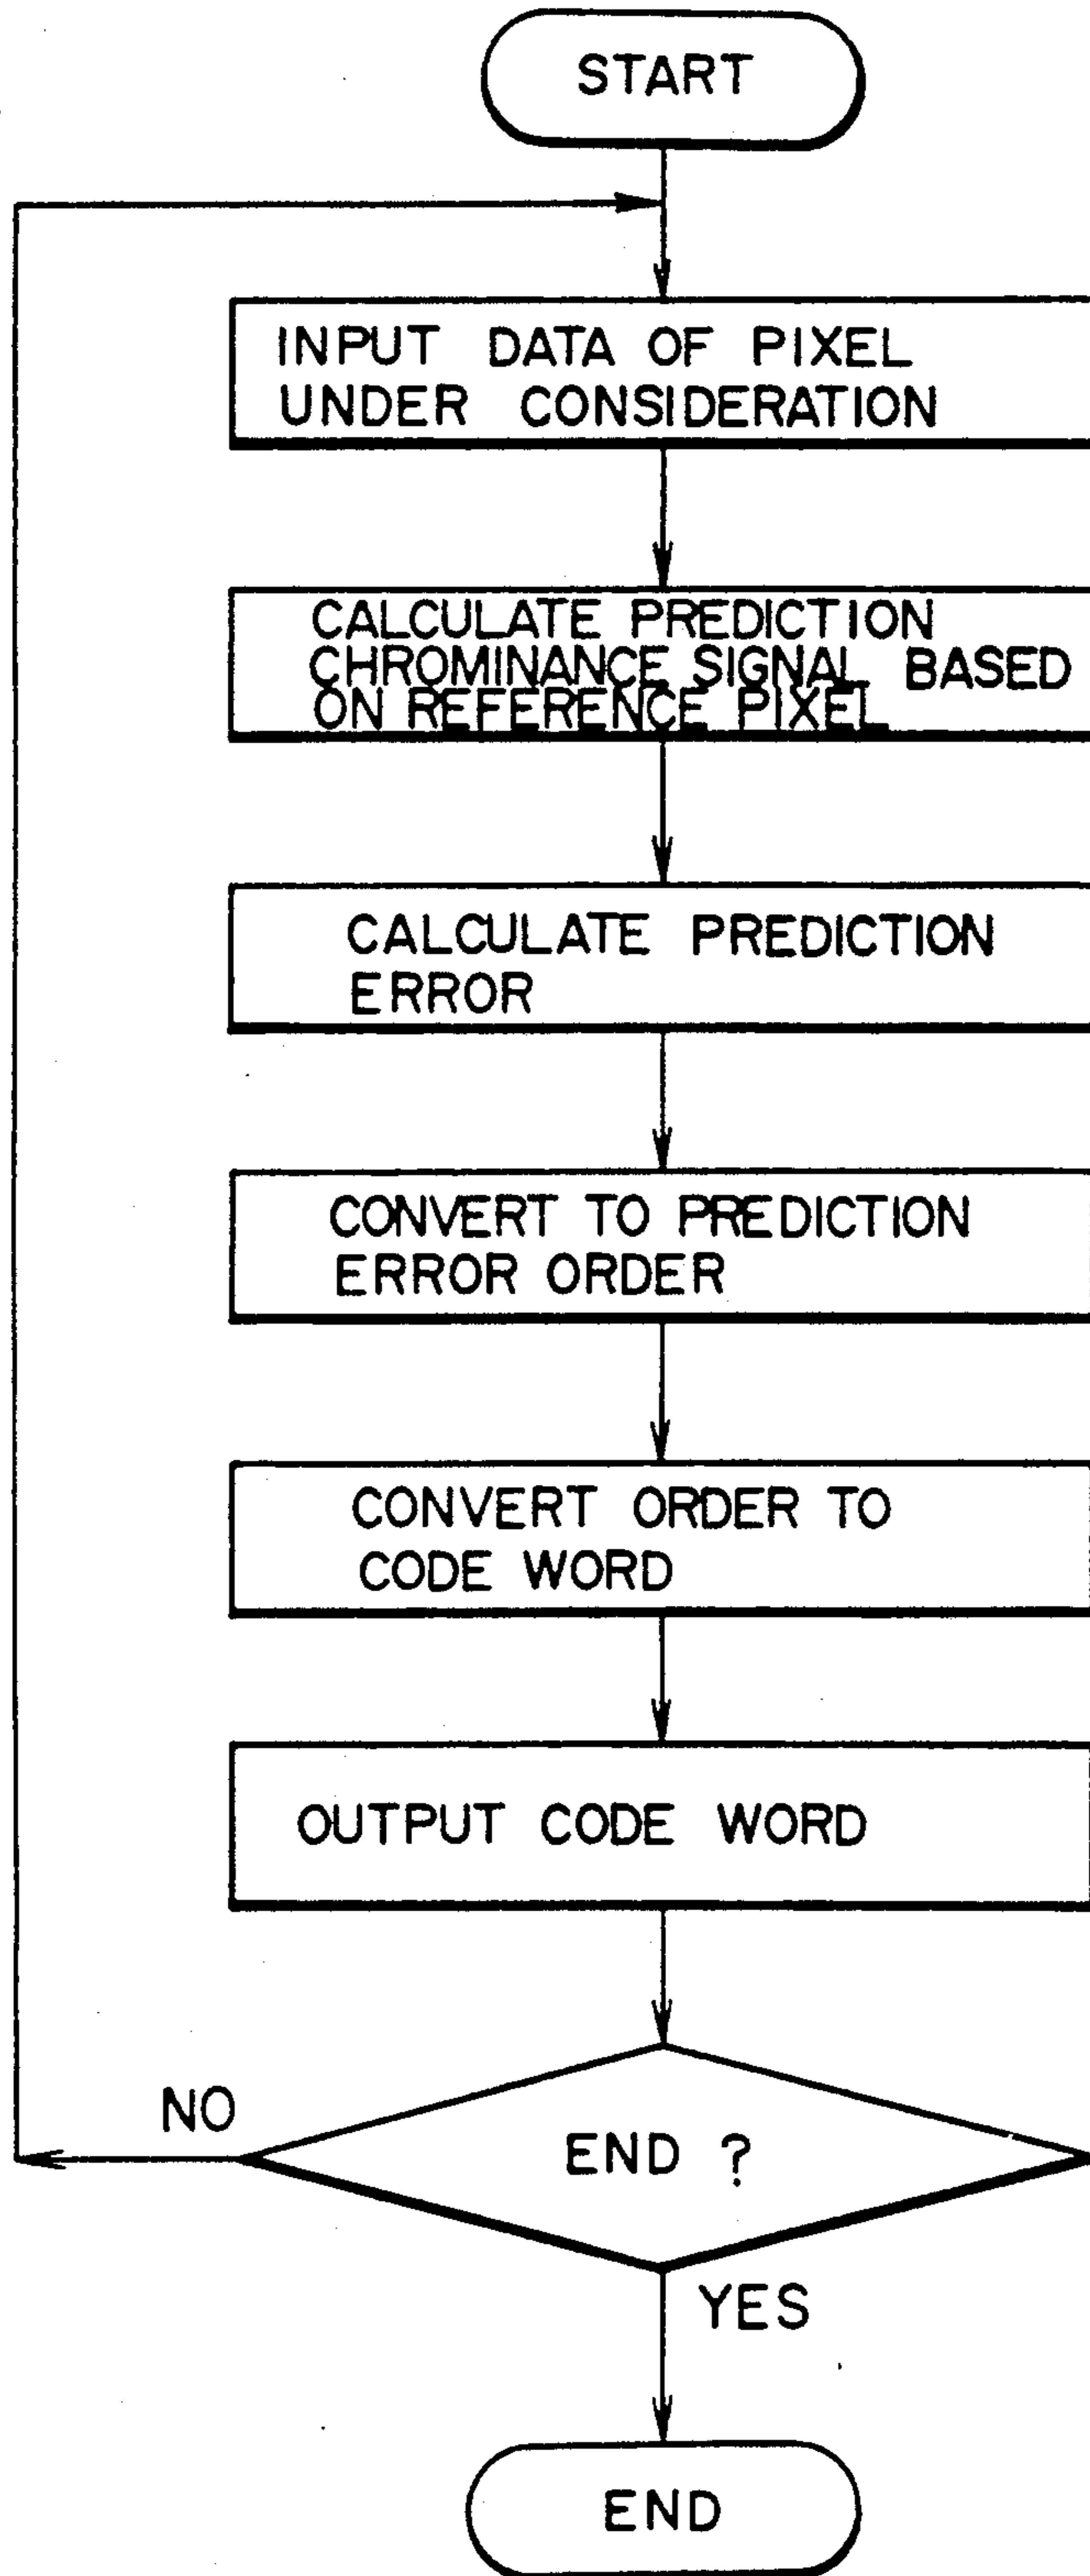 START
INPUT DATA OF PIXEL
UNDER CONSIDERATION
CALCULATE PREDICTION
CHROMINANCE SIGNAL BASED
ON REFERENCE PIXEL
CALCULATE PREDICTION
ERROR
CONVERT TO PREDICTION
ERROR ORDER
CONVERT ORDER TO
CODE WORD
OUTPUT CODE WORD
NO
END ?
YES
END